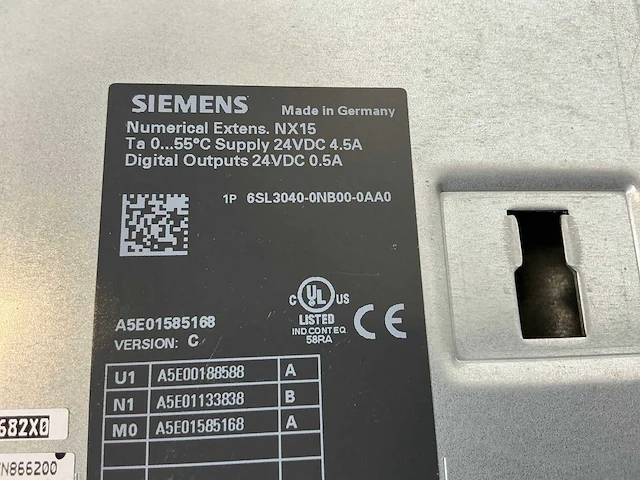 SIEMENS Made in Germany
Numerical Extens. NX15
Ta 0...55°C Supply 24VDC 4.5A
Digital Outputs 24VDC 0.5A
1P 6SL3040-0NB00-0AA0
C UL US
LISTED
IND CONT EQ
58RA
CE
A5E01585168
VERSION: C
U1 A5E00188588 A
N1 A5E01133838 B
M0 A5E01585168 A
682X0
N866200